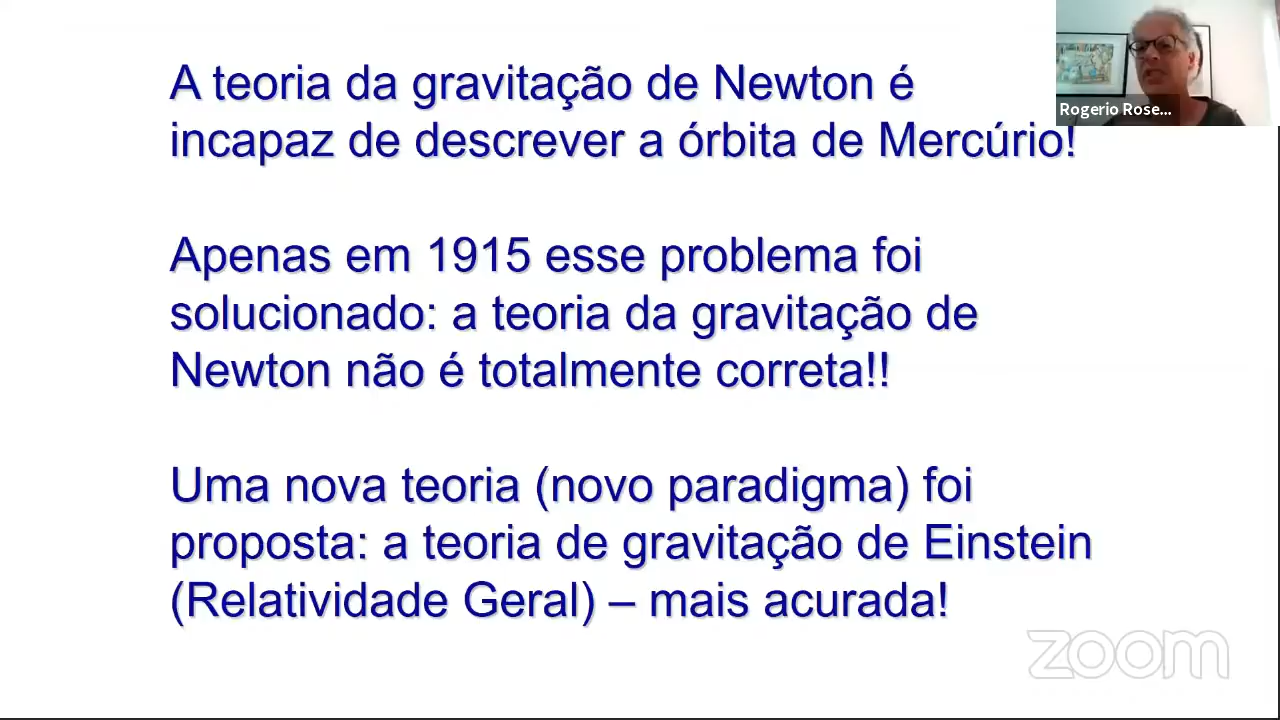 A teoria da gravitação de Newton é
incapaz de descrever a órbita de Mercúrio!
Apenas em 1915 esse problema foi
solucionado: a teoria da gravitação de
Newton não é totalmente correta!!
Uma nova teoria (novo paradigma) foi
proposta: a teoria de gravitação de Einstein
(Relatividade Geral) – mais acurada!
Rogerio Rose...
zoom